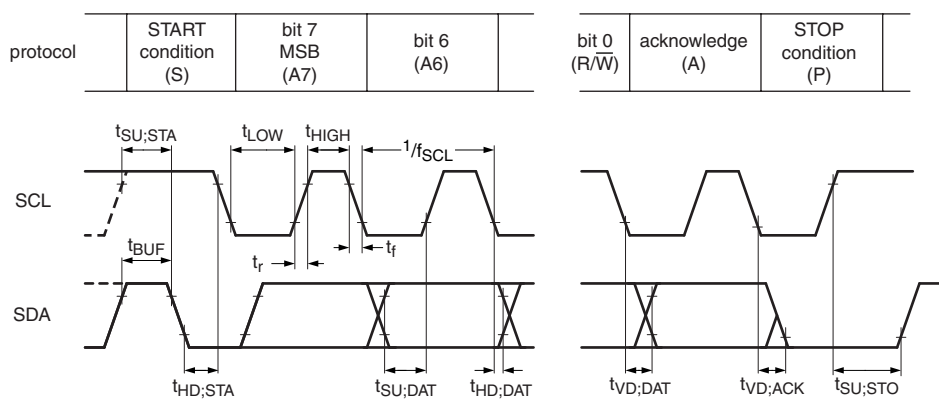 protocol
START
condition
(S)
bit 7
MSB
(A7)
bit 6
(A6)
bit 0
(R/W̅)
acknowledge
(A)
STOP
condition
(P)
tSU;STA
tLOW
tHIGH
1/fSCL
SCL
tBUF
tr
tf
SDA
tHD;STA
tSU;DAT
tHD;DAT
tVD;DAT
tVD;ACK
tSU;STO